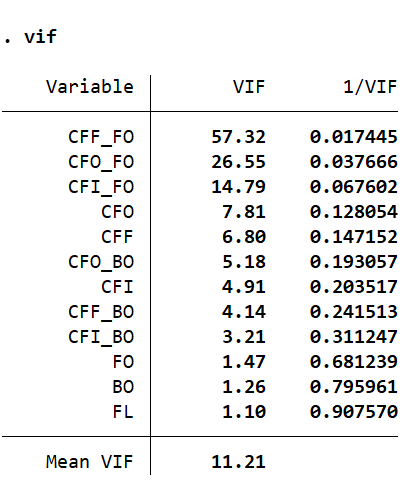 . vif
Variable VIF 1/VIF
CFF_FO 57.32 0.017445
CFO_FO 26.55 0.037666
CFI_FO 14.79 0.067602
CFO 7.81 0.128054
CFF 6.80 0.147152
CFO_BO 5.18 0.193057
CFI 4.91 0.203517
CFF_BO 4.14 0.241513
CFI_BO 3.21 0.311247
FO 1.47 0.681239
BO 1.26 0.795961
FL 1.10 0.907570
Mean VIF 11.21